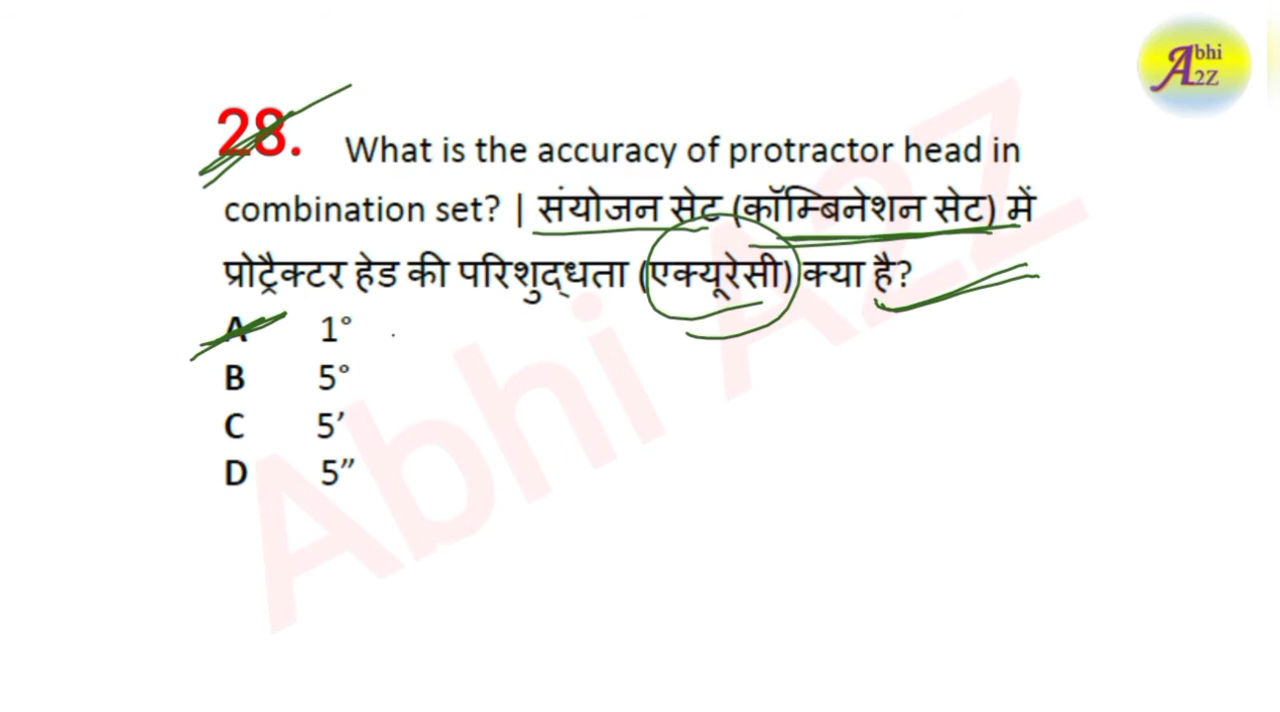 Abhi
A2Z
28. What is the accuracy of protractor head in
combination set? | संयोजन सेट (कॉम्बिनेशन सेट) में
प्रोट्रैक्टर हेड की परिशुद्धता (एक्यूरेसी) क्या है?
A 1°
B 5°
C 5′
D 5”
Abhi A2Z